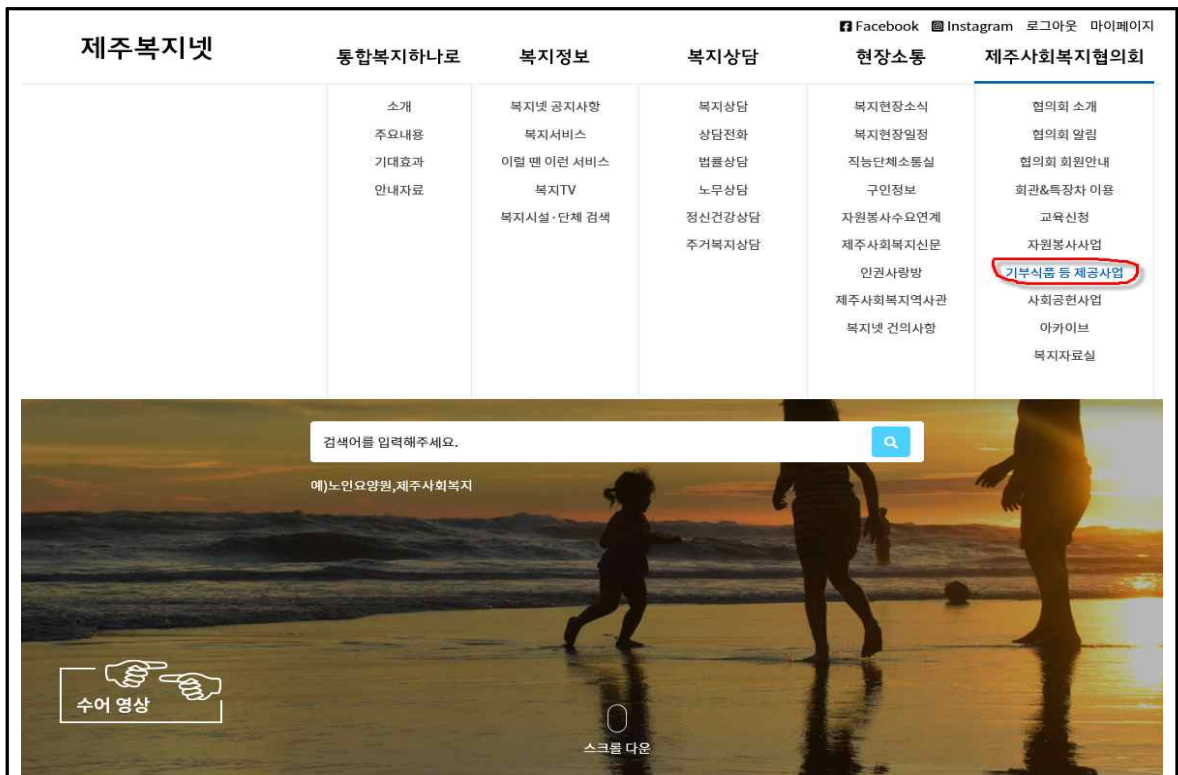 Facebook Instagram 로그아웃 마이페이지
제주복지넷
통합복지하나로 복지정보 복지상담 현장소통 제주사회복지협의회
소개 복지넷 공지사항 복지상담 복지현장소식 협의회 소개
주요내용 복지서비스 상담전화 복지현장일정 협의회 알림
기대효과 이럴 땐 이런 서비스 법률상담 직능단체소통실 협의회 회원안내
안내자료 복지TV 노무상담 구인정보 회관&특장차 이용
복지시설·단체 검색 정신건강상담 자원봉사수요연계 교육신청
주거복지상담 제주사회복지신문 자원봉사사업
인권사랑방 기부식품 등 제공사업
제주사회복지역사관 사회공헌사업
복지넷 건의사항 아카이브
복지자료실
검색어를 입력해주세요.
예)노인요양원,제주사회복지
수어 영상
스크롤 다운